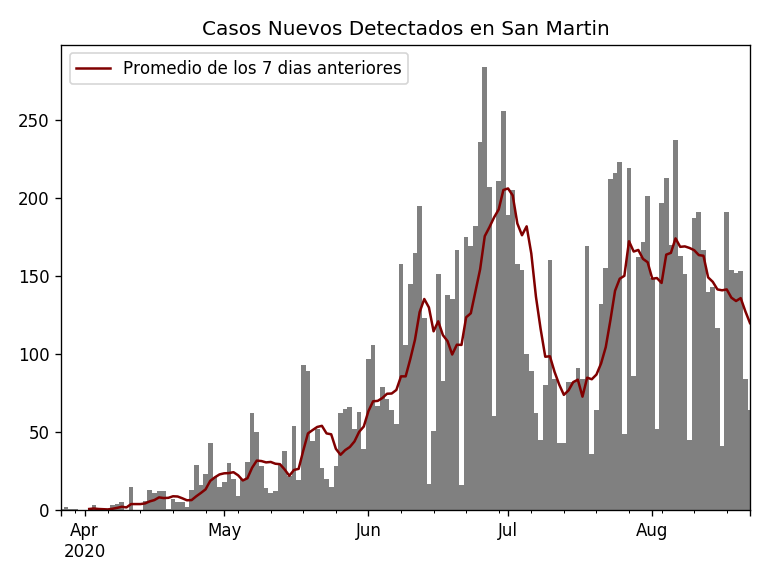 Casos Nuevos Detectados en San Martin
Promedio de los 7 dias anteriores
250
200
150
100
50
0
Apr May Jun Jul Aug
2020